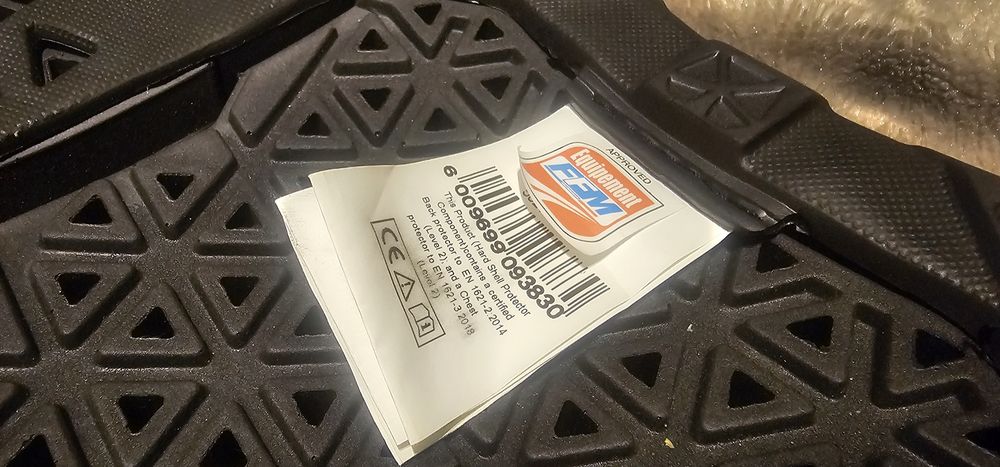 APPROVED
Equipement
FFM
6 009699 093830
This Product (Hard Shell Protector
Component)contains a certified
Back protector to EN 1621-2 2014
(Level 2), and a Chest
protector to EN 1621-3 2018
(Level 2)
CE